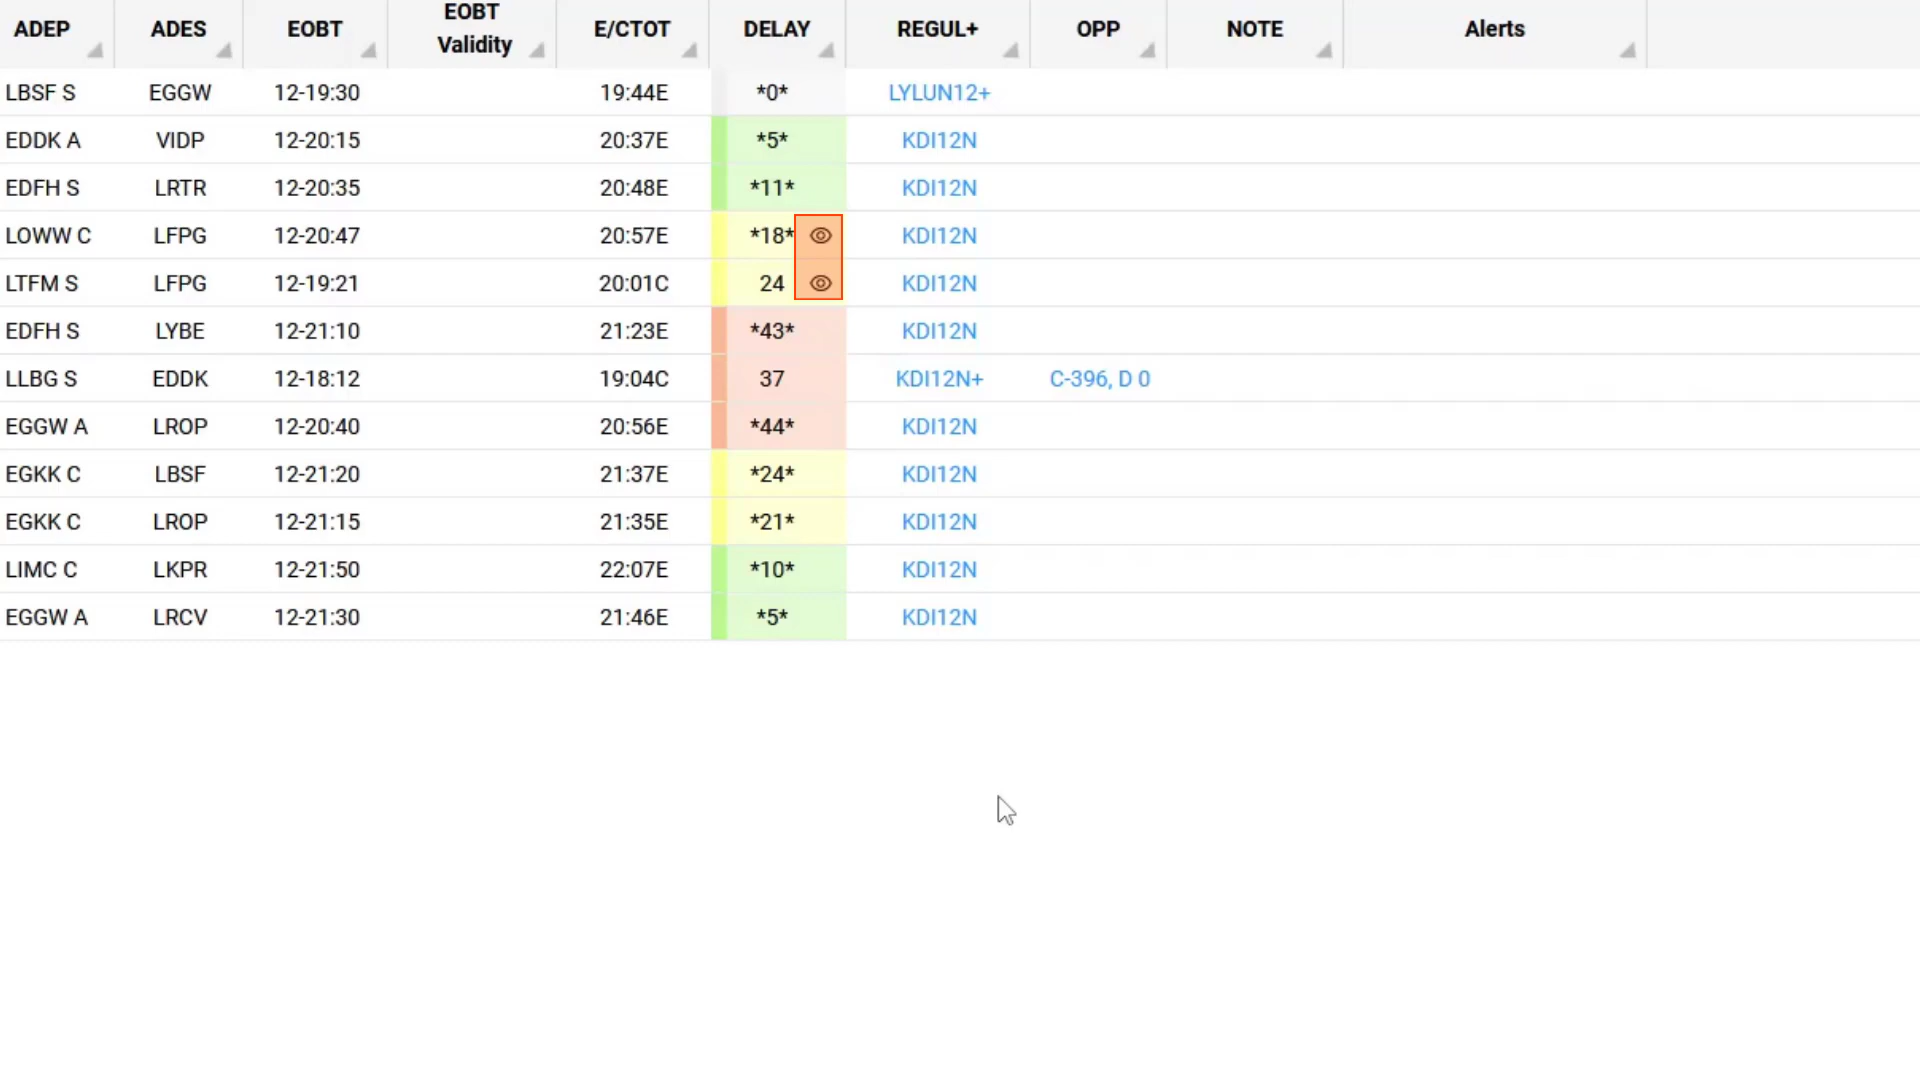 ADEP ADES EOBT EOBT Validity E/CTOT DELAY REGUL+ OPP NOTE Alerts
LBSF S EGGW 12-19:30 19:44E *0* LYLUN12+
EDDK A VIDP 12-20:15 20:37E *5* KDI12N
EDFH S LRTR 12-20:35 20:48E *11* KDI12N
LOWW C LFPG 12-20:47 20:57E *18* KDI12N
LTFM S LFPG 12-19:21 20:01C 24 KDI12N
EDFH S LYBE 12-21:10 21:23E *43* KDI12N
LLBG S EDDK 12-18:12 19:04C 37 KDI12N+ C-396, D 0
EGGW A LROP 12-20:40 20:56E *44* KDI12N
EGKK C LBSF 12-21:20 21:37E *24* KDI12N
EGKK C LROP 12-21:15 21:35E *21* KDI12N
LIMC C LKPR 12-21:50 22:07E *10* KDI12N
EGGW A LRCV 12-21:30 21:46E *5* KDI12N